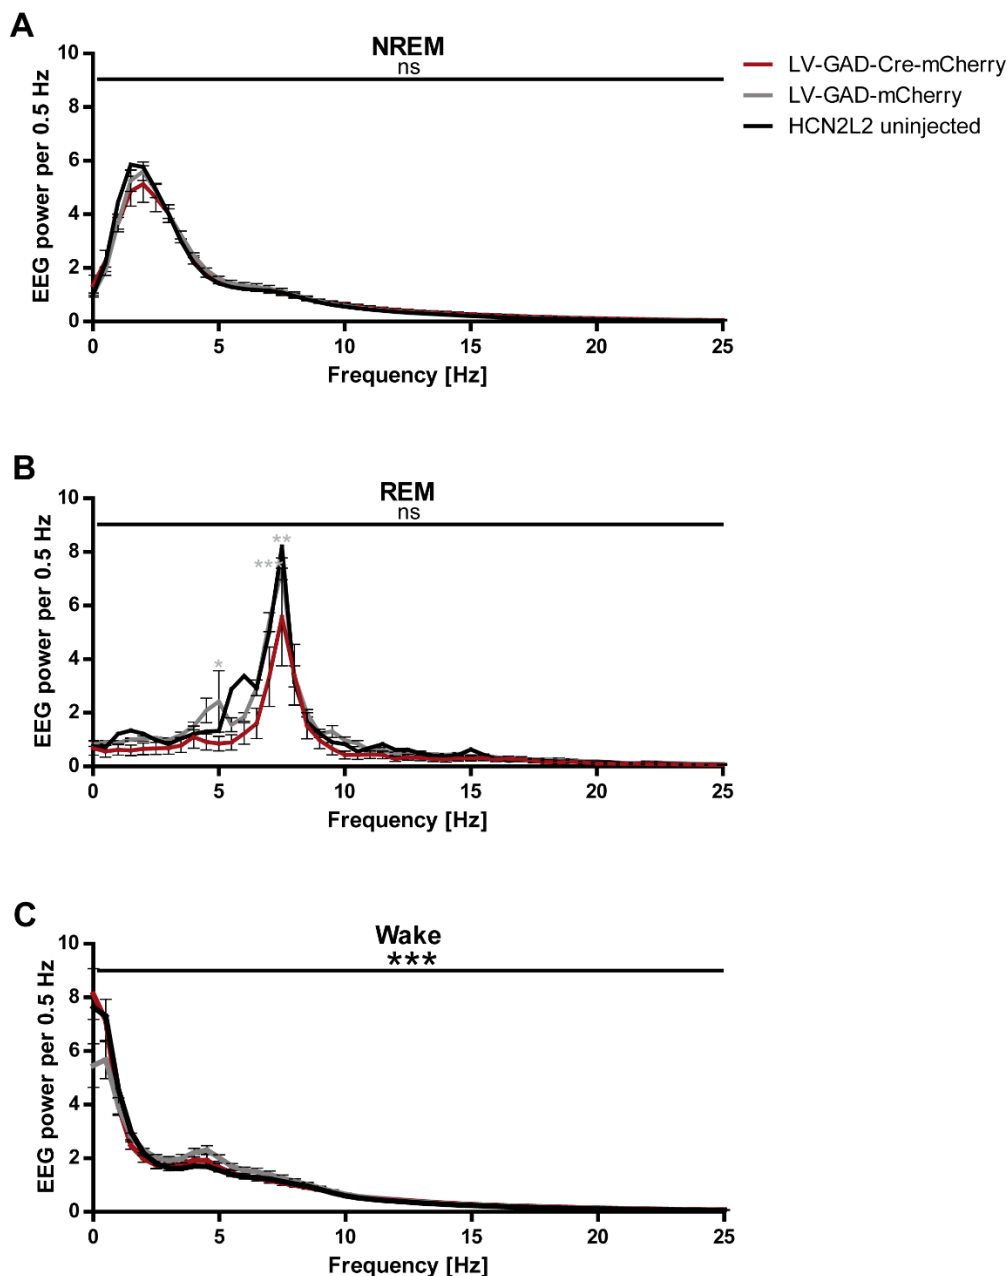 A
NREM
ns
LV-GAD-Cre-mCherry
LV-GAD-mCherry
HCN2L2 uninjected
EEG power per 0.5 Hz
10
8
6
4
2
0
0 5 10 15 20 25
Frequency [Hz]
B
REM
ns
**
***
*
EEG power per 0.5 Hz
10
8
6
4
2
0
0 5 10 15 20 25
Frequency [Hz]
C
Wake
***
EEG power per 0.5 Hz
10
8
6
4
2
0
0 5 10 15 20 25
Frequency [Hz]